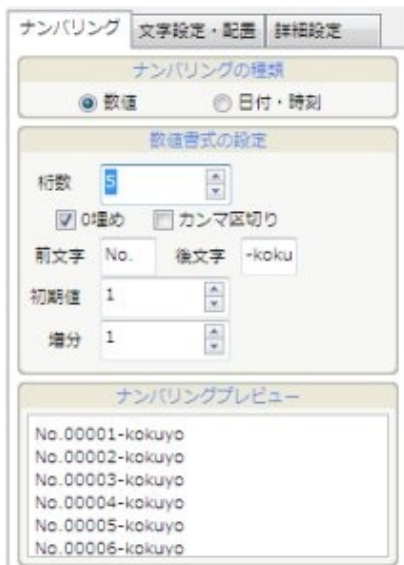 ナンバリング 文字設定・配置 詳細設定
ナンバリングの種類
数値 日付・時刻
数値書式の設定
桁数 5
0埋め カンマ区切り
前文字 No. 後文字 -koku
初期値 1
増分 1
ナンバリングプレビュー
No.00001-kokuyo
No.00002-kokuyo
No.00003-kokuyo
No.00004-kokuyo
No.00005-kokuyo
No.00006-kokuyo